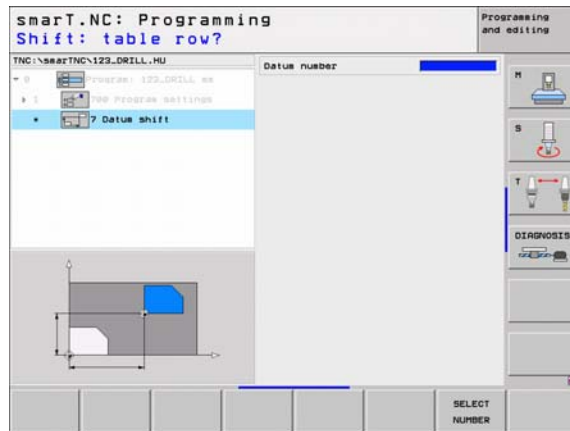 smarT.NC: Programming
Shift: table row?
Programming
and editing
TNC:\smarTNC\123_DRILL.HU
0 Program: 123_DRILL mm
1 700 Program settings
* 7 Datum shift
Datum number
M
S
T
DIAGNOSIS
SELECT
NUMBER